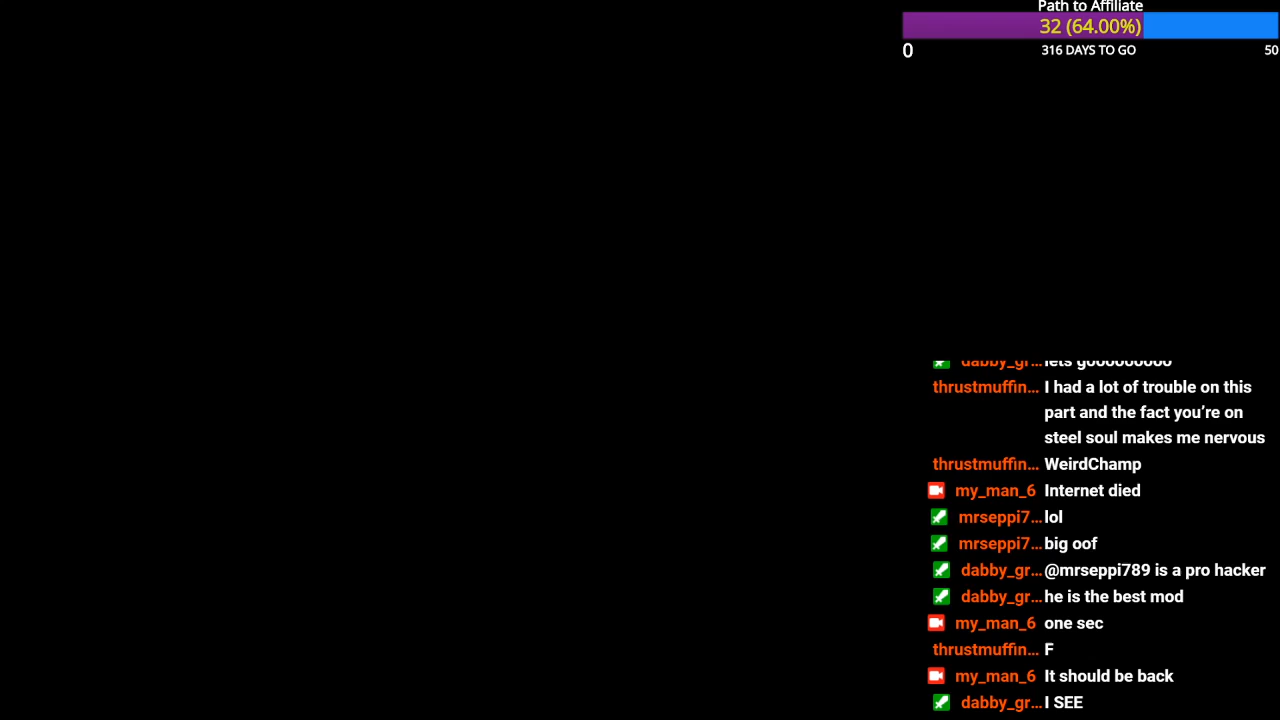 Path to Affiliate
32 (64.00%)
0 316 DAYS TO GO 50
dabby_gr... lets gooooooooo
thrustmuffin... I had a lot of trouble on this
part and the fact you’re on
steel soul makes me nervous
thrustmuffin... WeirdChamp
my_man_6 Internet died
mrseppi7... lol
mrseppi7... big oof
dabby_gr... @mrseppi789 is a pro hacker
dabby_gr... he is the best mod
my_man_6 one sec
thrustmuffin... F
my_man_6 It should be back
dabby_gr... I SEE